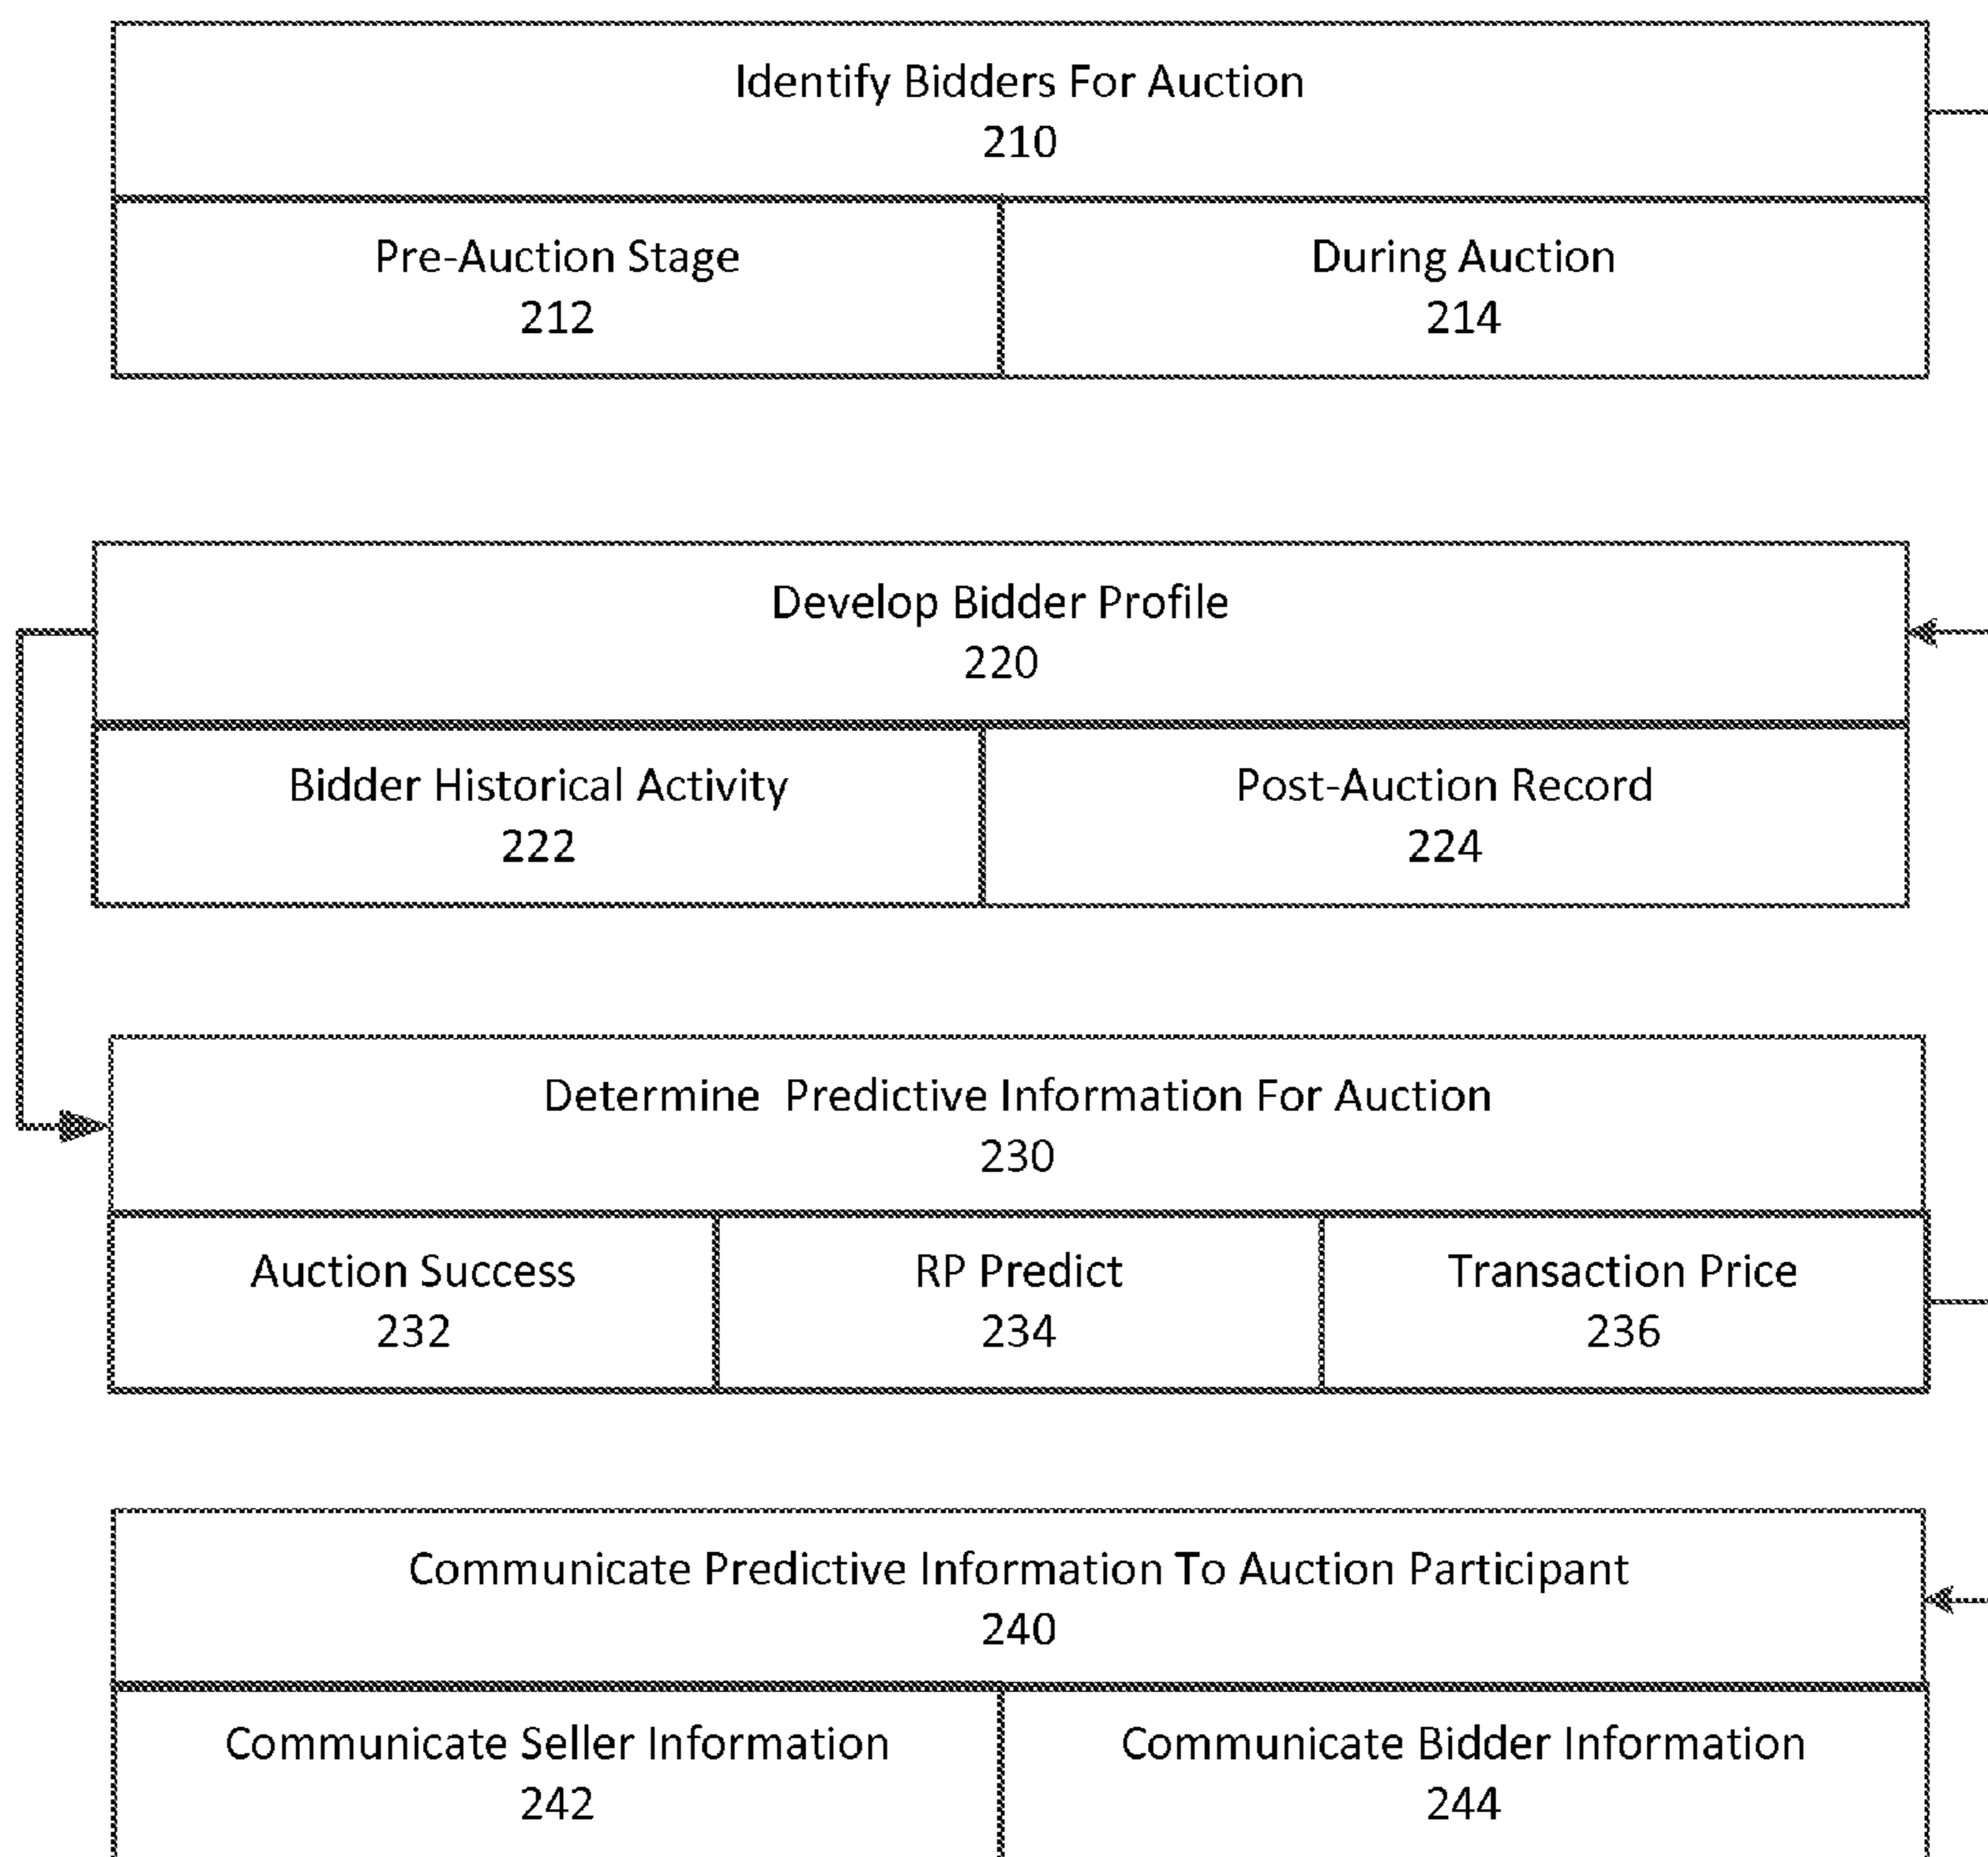 Identify Bidders For Auction
210
Pre-Auction Stage
212
During Auction
214
Develop Bidder Profile
220
Bidder Historical Activity
222
Post-Auction Record
224
Determine Predictive Information For Auction
230
Auction Success
232
RP Predict
234
Transaction Price
236
Communicate Predictive Information To Auction Participant
240
Communicate Seller Information
242
Communicate Bidder Information
244